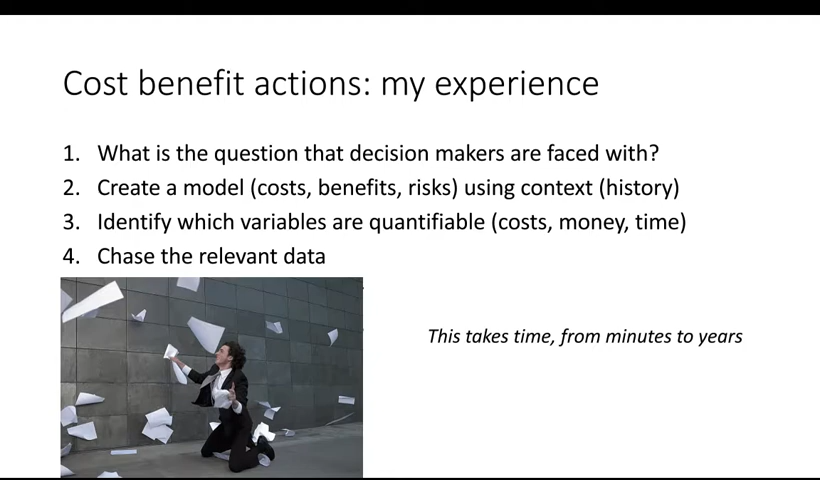 Cost benefit actions: my experience
1. What is the question that decision makers are faced with?
2. Create a model (costs, benefits, risks) using context (history)
3. Identify which variables are quantifiable (costs, money, time)
4. Chase the relevant data
This takes time, from minutes to years